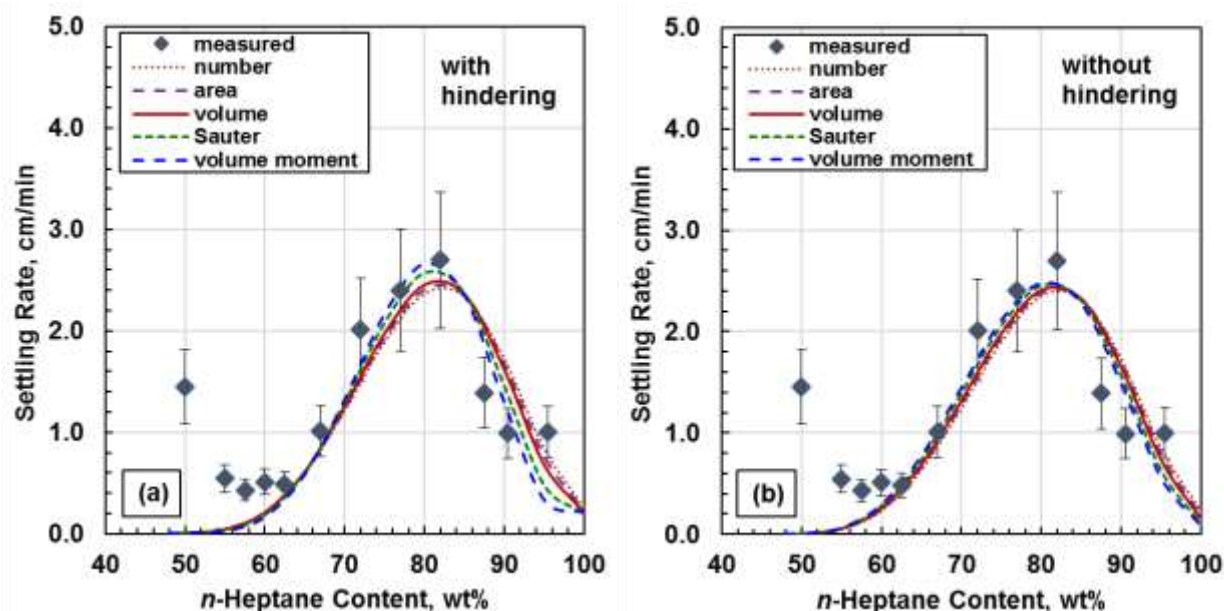 5.0
4.0
3.0
2.0
1.0
0.0
Settling Rate, cm/min
measured
number
area
volume
Sauter
volume moment
with
hindering
(a)
40 50 60 70 80 90 100
n-Heptane Content, wt%
5.0
4.0
3.0
2.0
1.0
0.0
Settling Rate, cm/min
measured
number
area
volume
Sauter
volume moment
without
hindering
(b)
40 50 60 70 80 90 100
n-Heptane Content, wt%